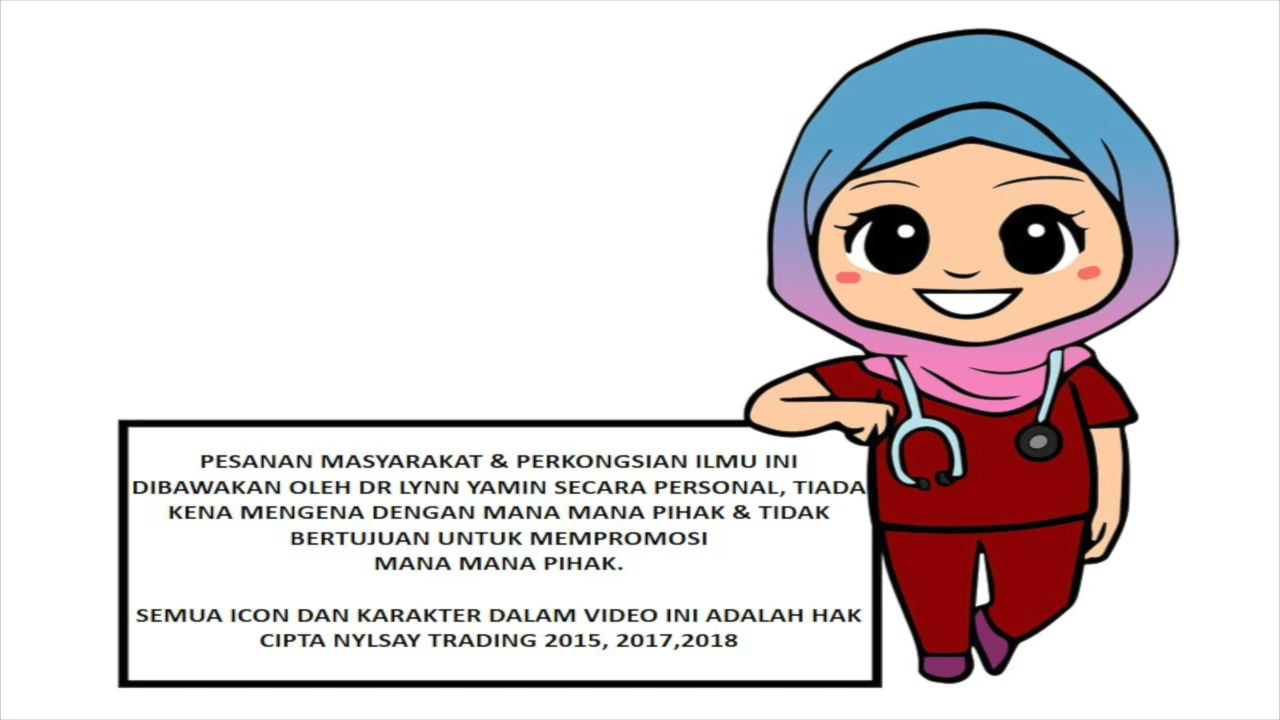 PESANAN MASYARAKAT & PERKONGSIAN ILMU INI
DIBAWAKAN OLEH DR LYNN YAMIN SECARA PERSONAL, TIADA
KENA MENGENA DENGAN MANA MANA PIHAK & TIDAK
BERTUJUAN UNTUK MEMPROMOSI
MANA MANA PIHAK.
SEMUA ICON DAN KARAKTER DALAM VIDEO INI ADALAH HAK
CIPTA NYLSAY TRADING 2015, 2017,2018